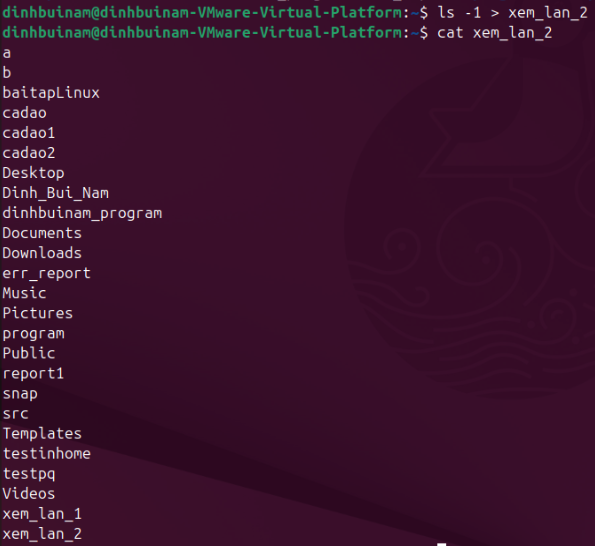 dinhbuinam@dinhbuinam-VMware-Virtual-Platform:~$ ls -1 > xem_lan_2
dinhbuinam@dinhbuinam-VMware-Virtual-Platform:~$ cat xem_lan_2
a
b
baitapLinux
cadao
cadao1
cadao2
Desktop
Dinh_Bui_Nam
dinhbuinam_program
Documents
Downloads
err_report
Music
Pictures
program
Public
report1
snap
src
Templates
testinhome
testpq
Videos
xem_lan_1
xem_lan_2